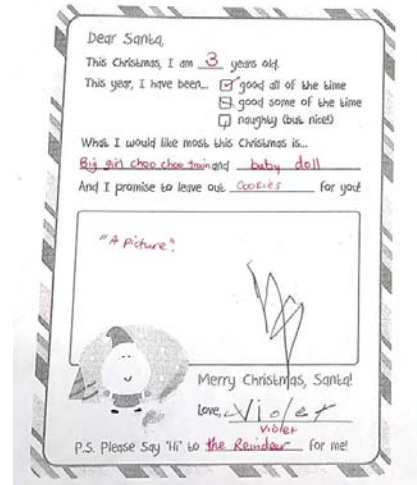 Dear Santa,
This Christmas, I am 3 years old.
This year, I have been... good all of the time
good some of the time
naughty (but nice!)
What I would like most this Christmas is...
Big girl choo choo train and baby doll
And I promise to leave out cookies for you!
"A picture".
Merry Christmas, Santa!
Love, Violet
Violet
P.S. Please Say "Hi" to the Reindeer for me!